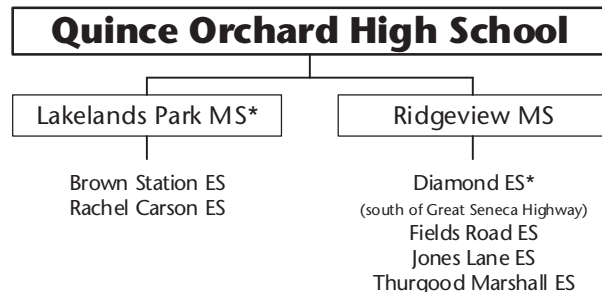 Quince Orchard High School
Lakelands Park MS*
Brown Station ES
Rachel Carson ES
Ridgeview MS
Diamond ES*
(south of Great Seneca Highway)
Fields Road ES
Jones Lane ES
Thurgood Marshall ES